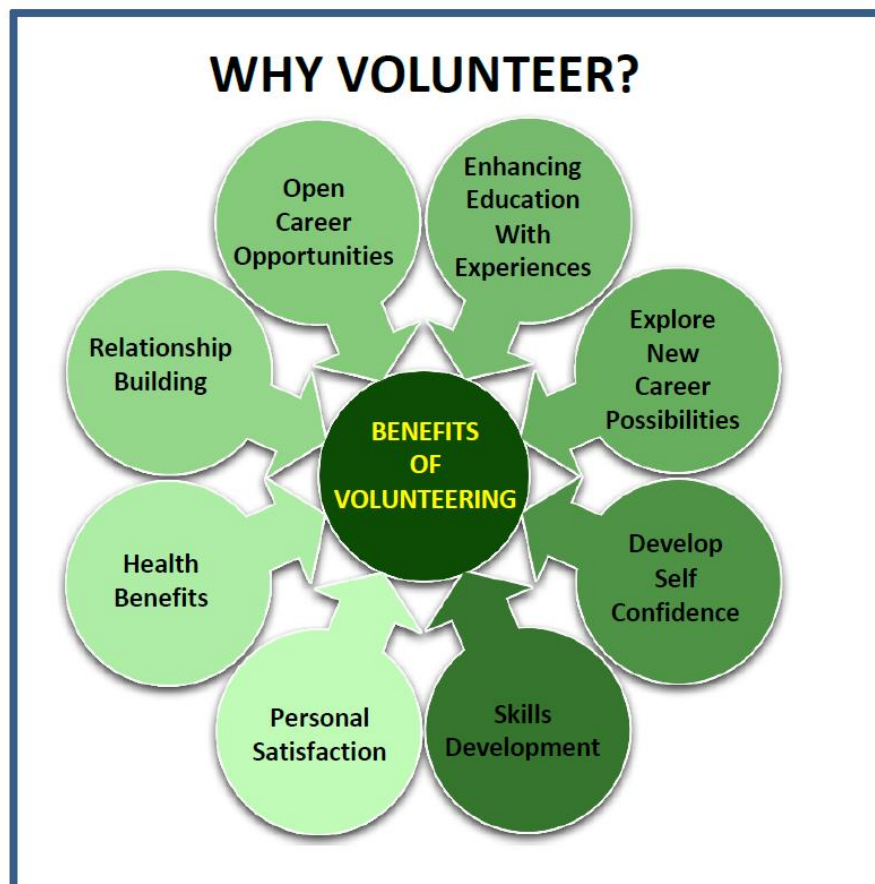 WHY VOLUNTEER?
Open
Career
Opportunities
Enhancing
Education
With
Experiences
Relationship
Building
Explore
New
Career
Possibilities
BENEFITS
OF
VOLUNTEERING
Health
Benefits
Develop
Self
Confidence
Personal
Satisfaction
Skills
Development